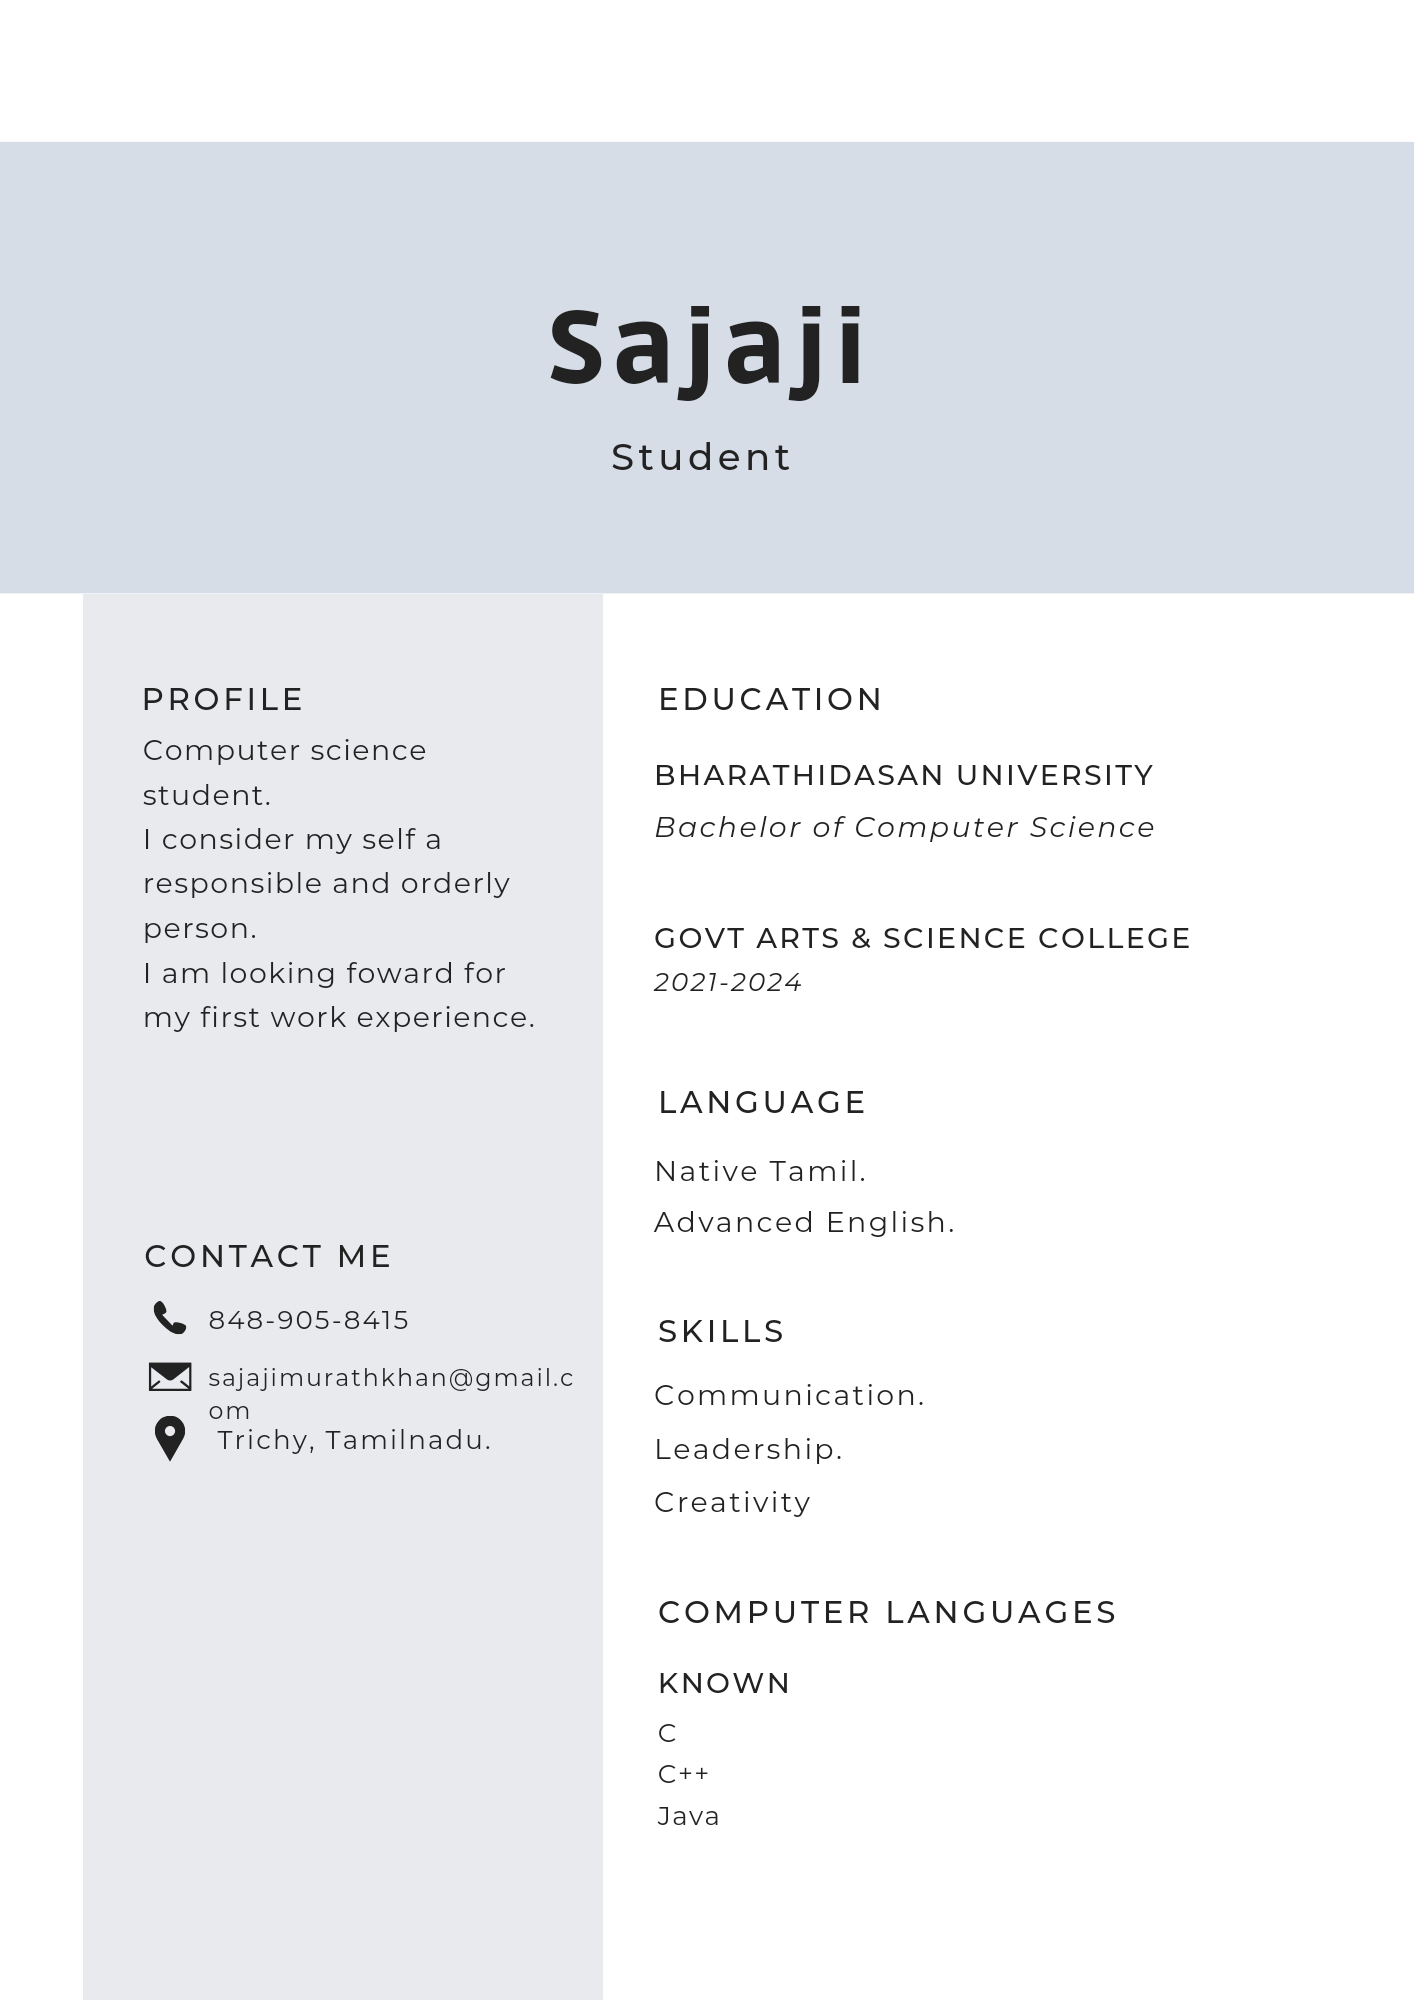 Sajaji
Student
PROFILE
Computer science
student.
I consider my self a
responsible and orderly
person.
I am looking foward for
my first work experience.
CONTACT ME
848-905-8415
sajajimurathkhan@gmail.c
om
Trichy, Tamilnadu.
EDUCATION
BHARATHIDASAN UNIVERSITY
Bachelor of Computer Science
GOVT ARTS & SCIENCE COLLEGE
2021-2024
LANGUAGE
Native Tamil.
Advanced English.
SKILLS
Communication.
Leadership.
Creativity
COMPUTER LANGUAGES
KNOWN
C
C++
Java